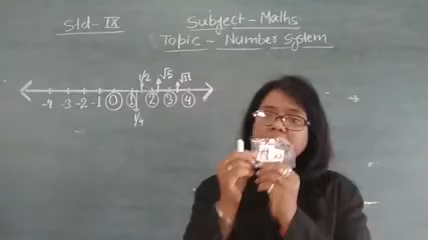 Std- IX
Subject - Maths
Topic - Number System
1/2 √5 √11
-4 -3 -2 -1 0 1 2 3 4
1/4